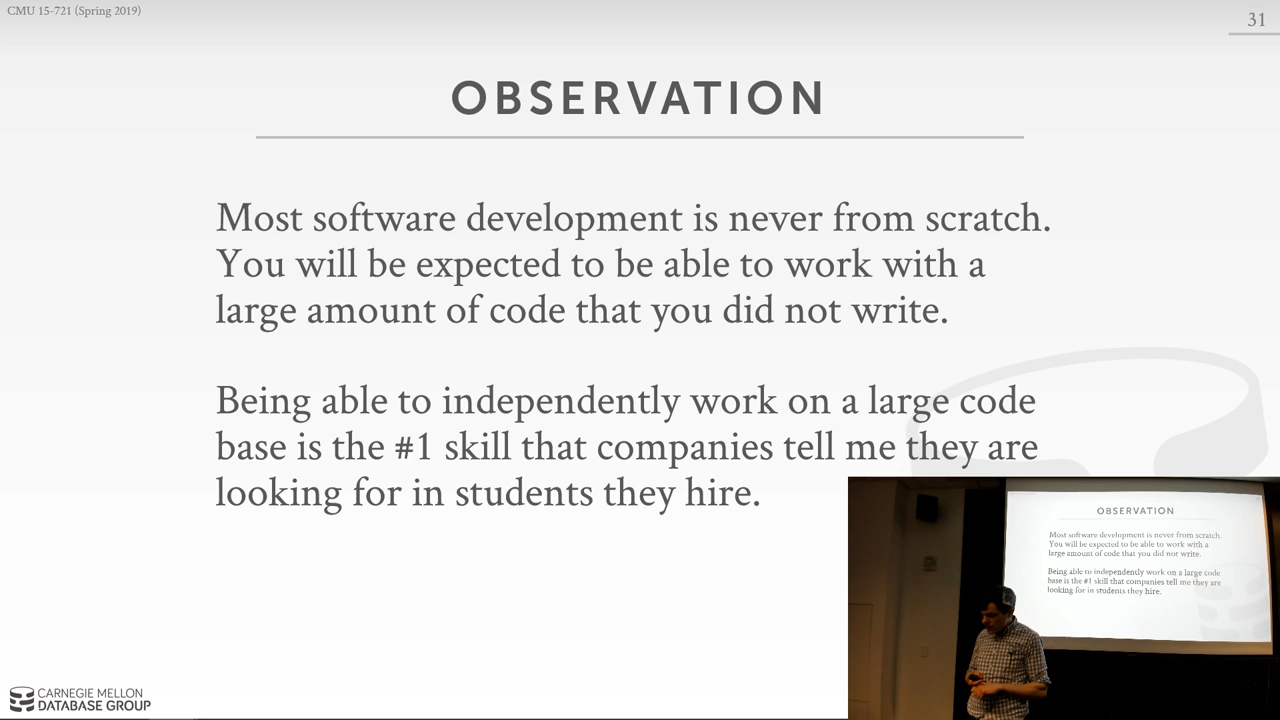 CMU 15-721 (Spring 2019)
31
OBSERVATION
Most software development is never from scratch.
You will be expected to be able to work with a
large amount of code that you did not write.
Being able to independently work on a large code
base is the #1 skill that companies tell me they are
looking for in students they hire.
OBSERVATION
Most software development is never from scratch.
You will be expected to be able to work with a
large amount of code that you did not write.
Being able to independently work on a large code
base is the #1 skill that companies tell me they are
looking for in students they hire.
CARNEGIE MELLON
DATABASE GROUP